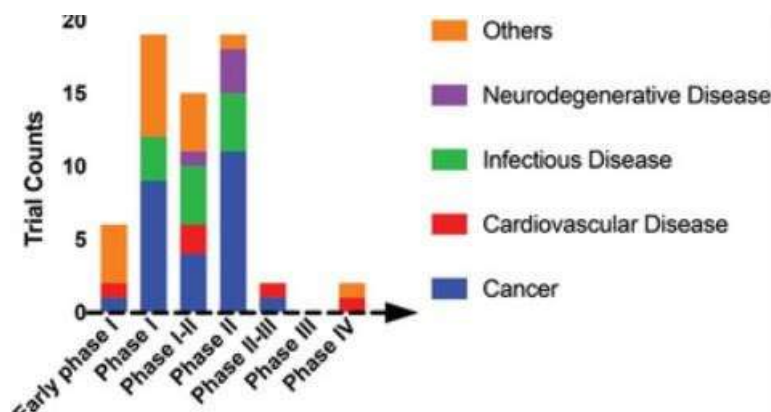 20
15
10
5
0
Trial Counts
Early phase I
Phase I
Phase I-II
Phase II
Phase II-III
Phase III
Phase IV
Others
Neurodegenerative Disease
Infectious Disease
Cardiovascular Disease
Cancer